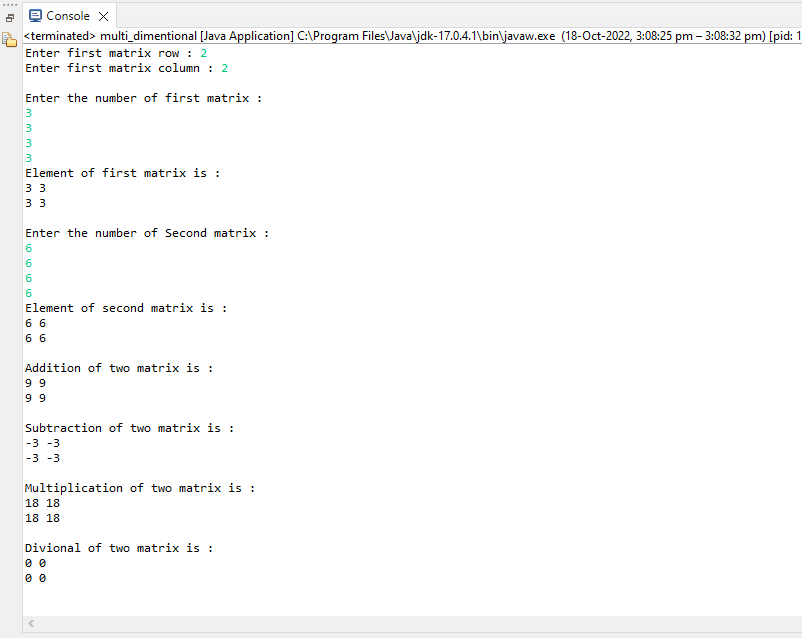 Console
<terminated> multi_dimentional [Java Application] C:\Program Files\Java\jdk-17.0.4.1\bin\javaw.exe (18-Oct-2022, 3:08:25 pm – 3:08:32 pm) [pid: 1
Enter first matrix row : 2
Enter first matrix column : 2
Enter the number of first matrix :
3
3
3
3
Element of first matrix is :
3 3
3 3
Enter the number of Second matrix :
6
6
6
6
Element of second matrix is :
6 6
6 6
Addition of two matrix is :
9 9
9 9
Subtraction of two matrix is :
-3 -3
-3 -3
Multiplication of two matrix is :
18 18
18 18
Divional of two matrix is :
0 0
0 0